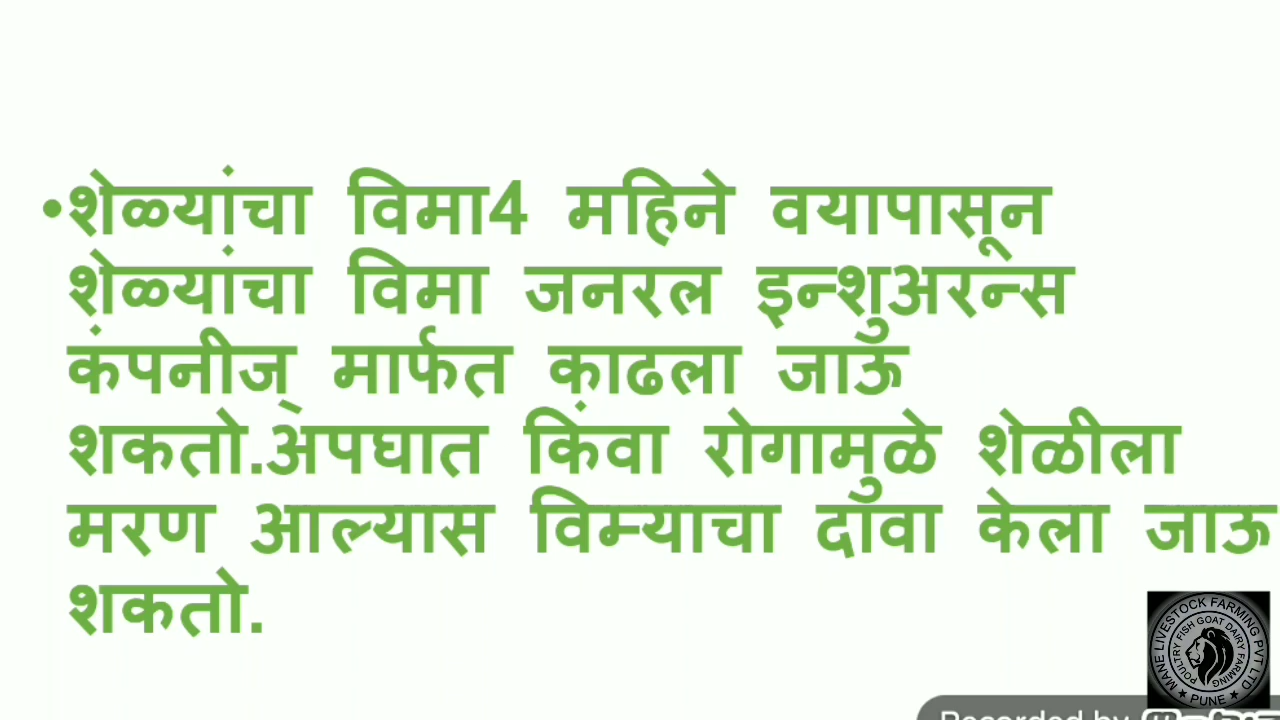 •शेळ्यांचा विमा4 महिने वयापासून
शेळ्यांचा विमा जनरल इन्शुअरन्स
कंपनीज् मार्फत काढला जाऊ
शकतो.अपघात किंवा रोगामुळे शेळीला
मरण आल्यास विम्याचा दावा केला जाऊ
शकतो.
MANE LIVESTOCK FARMING PVT LTD
POULTRY FISH GOAT DAIRY FARMING
★ PUNE ★
Recorded by